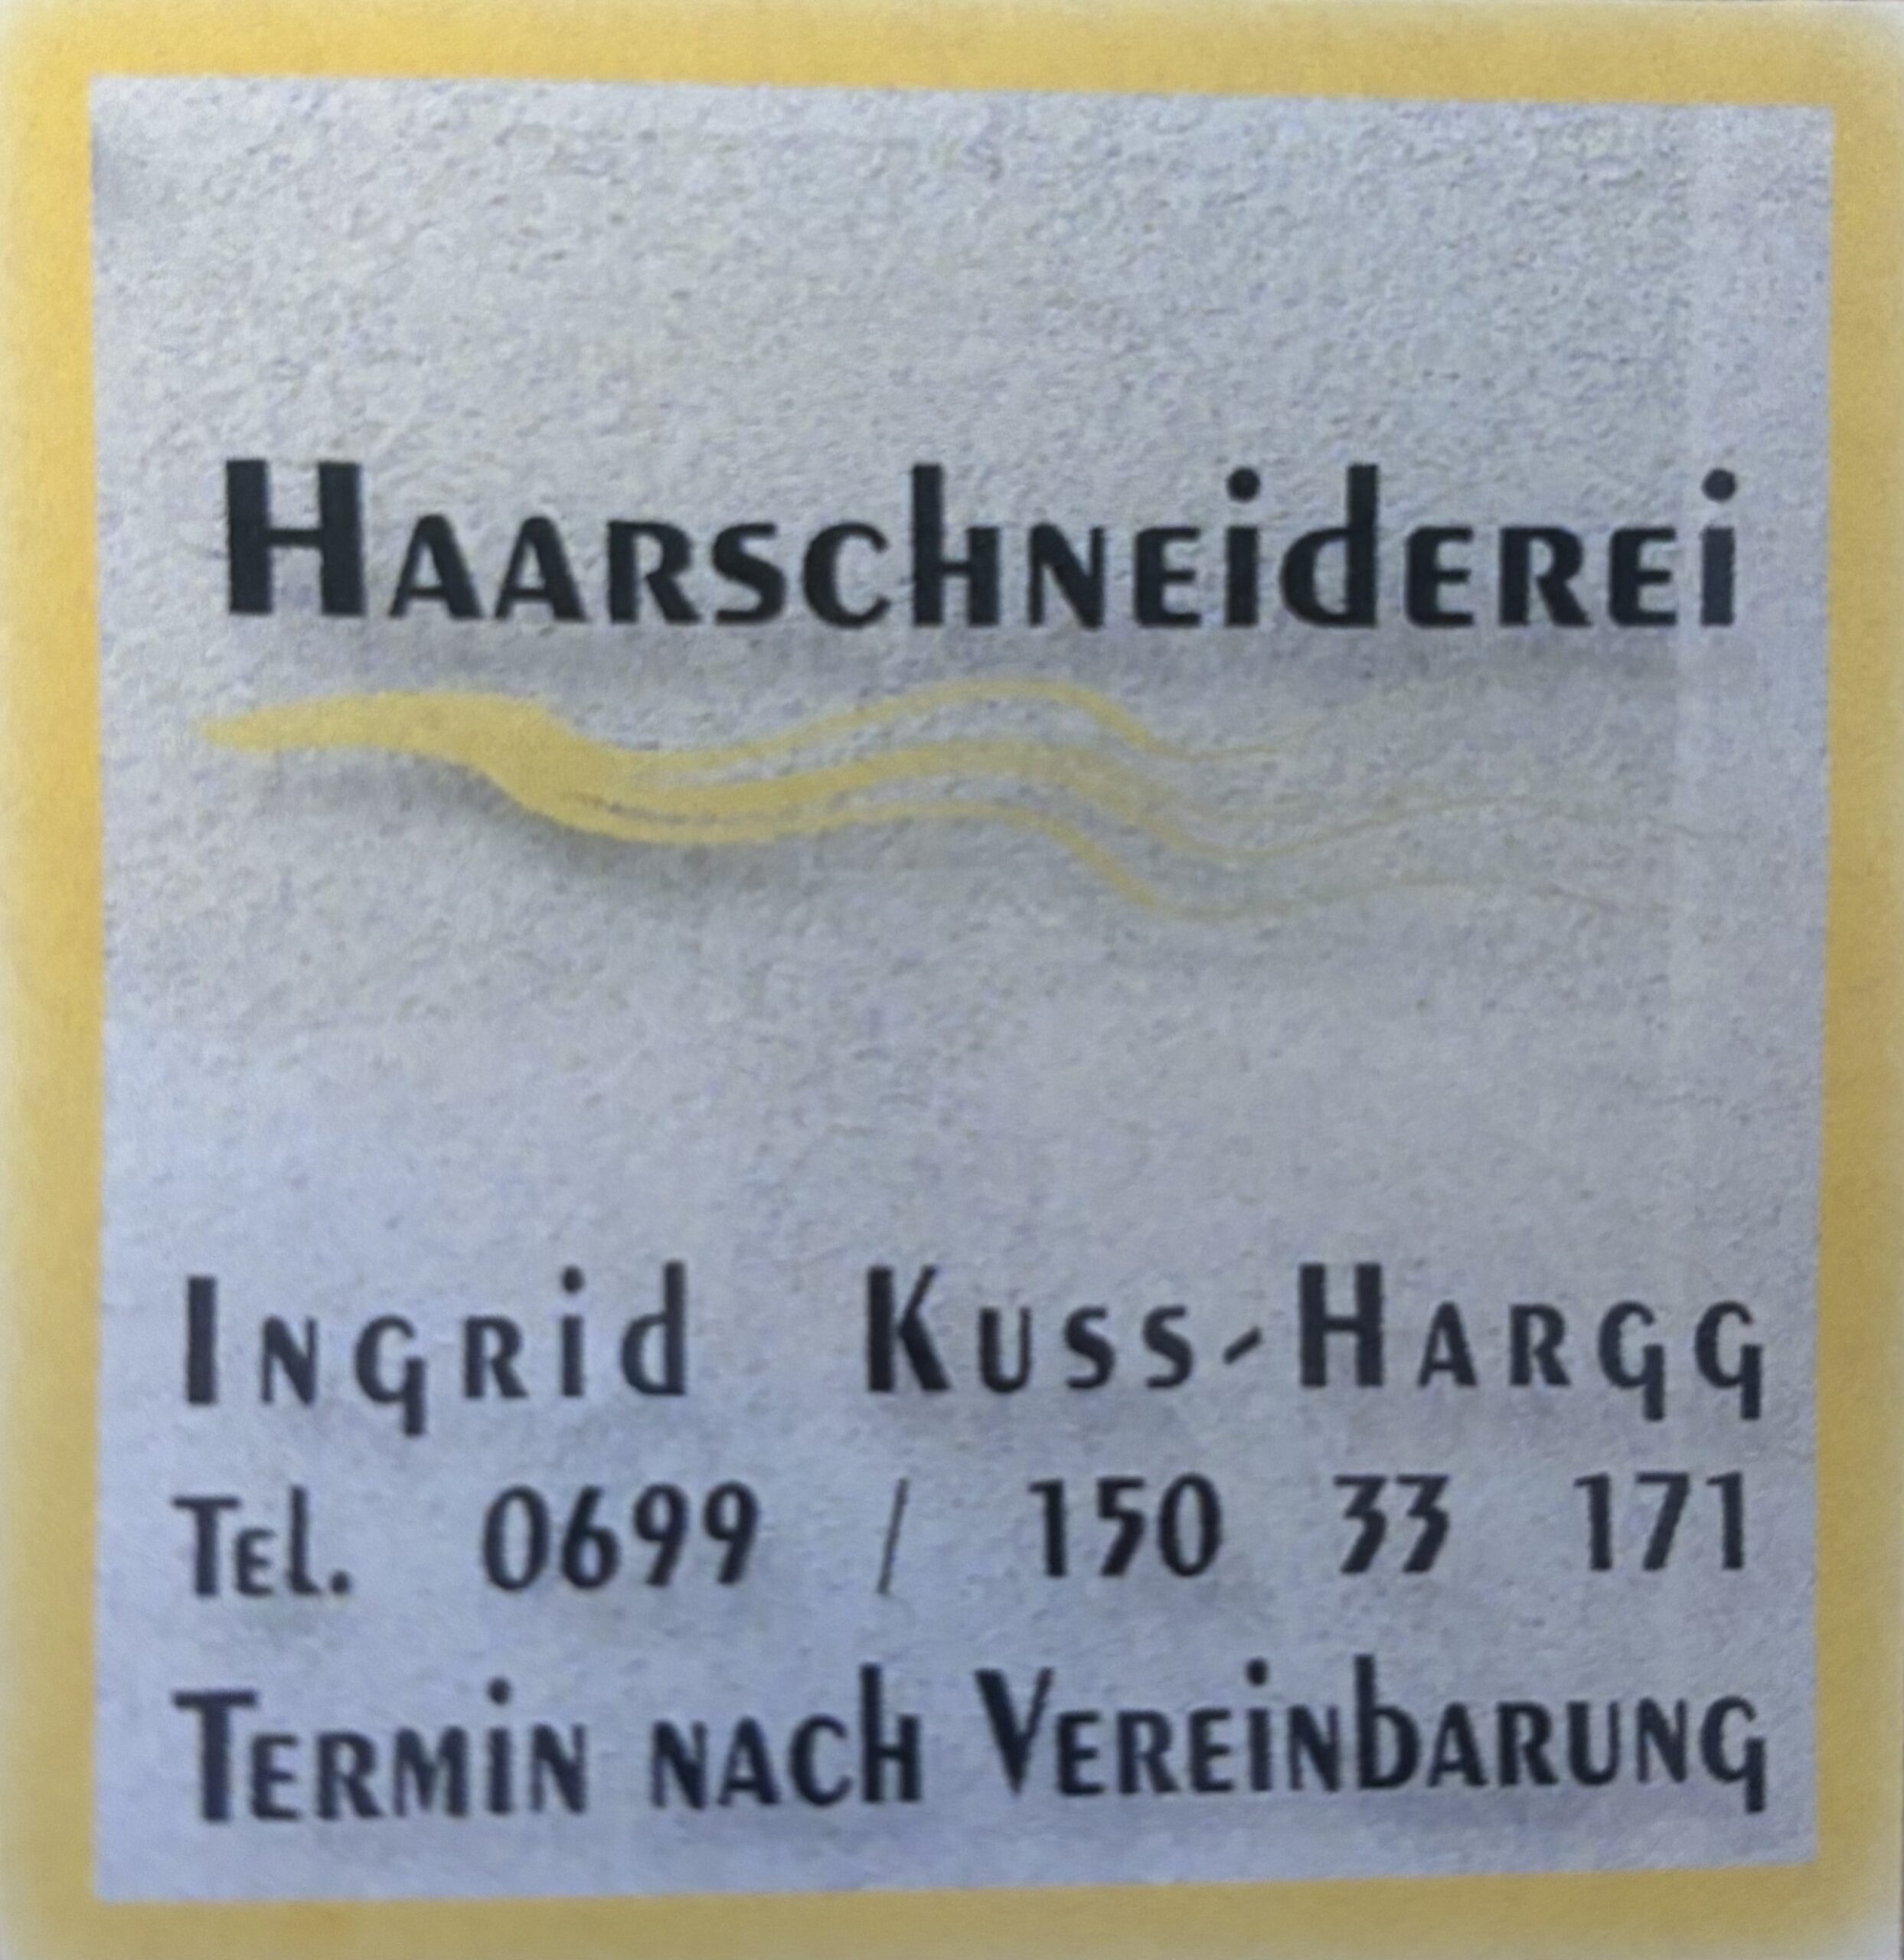 Haarschneiderei
Ingrid Kuss-Hargg
Tel. 0699 / 150 33 171
Termin nach Vereinbarung